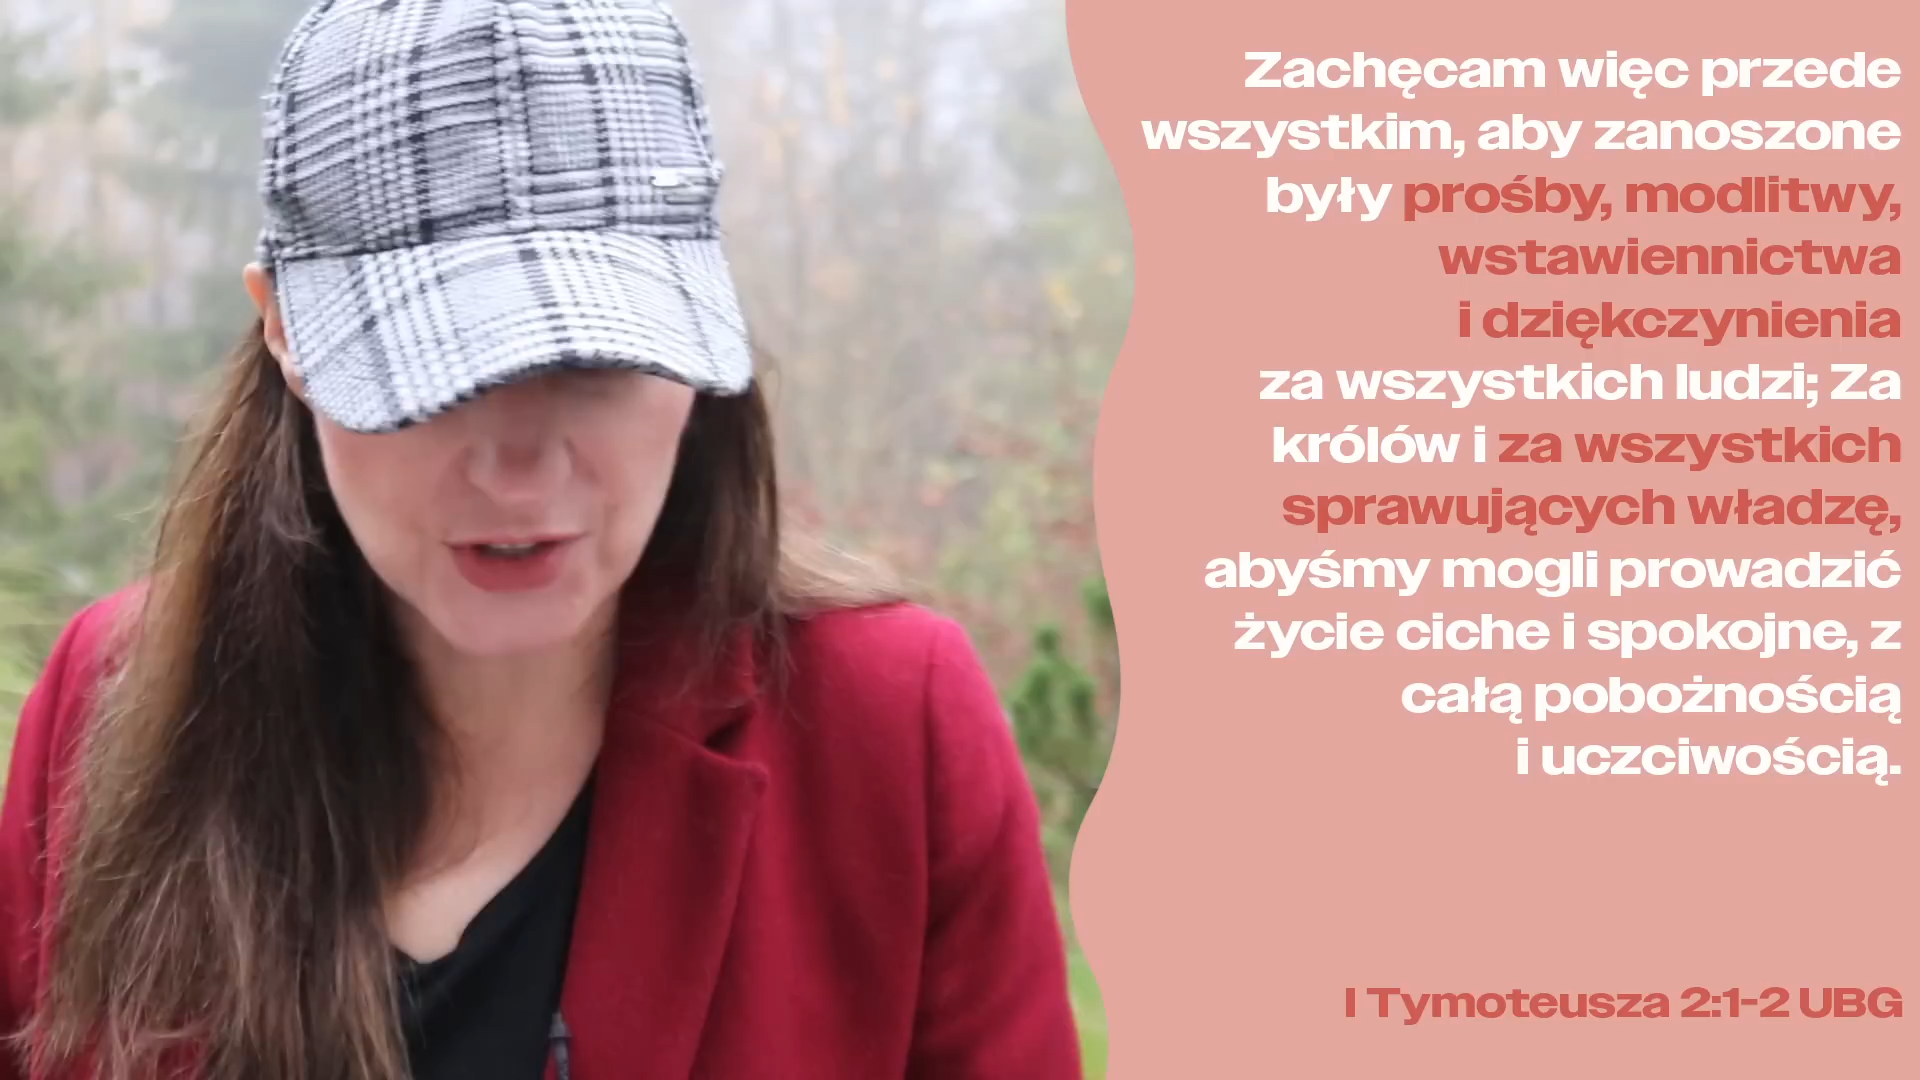 Zachęcam więc przede
wszystkim, aby zanoszone
były prośby, modlitwy,
wstawiennictwa
i dziękczynienia
za wszystkich ludzi; Za
królów i za wszystkich
sprawujących władzę,
abyśmy mogli prowadzić
życie ciche i spokojne, z
całą pobożnością
i uczciwością.
I Tymoteusza 2:1-2 UBG